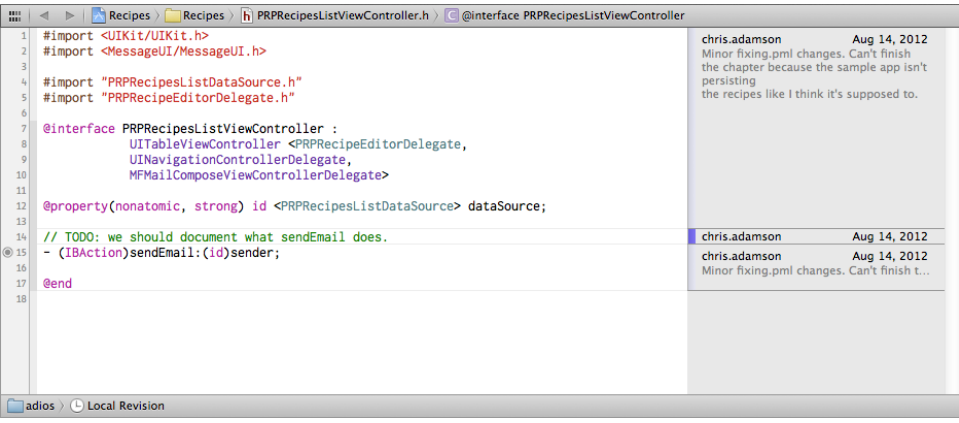 Recipes Recipes h PRPRecipesListViewController.h C @interface PRPRecipesListViewController
1 #import <UIKit/UIKit.h>
2 #import <MessageUI/MessageUI.h>
3
4 #import "PRPRecipesListDataSource.h"
5 #import "PRPRecipeEditorDelegate.h"
6
7 @interface PRPRecipesListViewController :
8 UITableViewController <PRPRecipeEditorDelegate,
9 UINavigationControllerDelegate,
10 MFMailComposeViewControllerDelegate>
11
12 @property(nonatomic, strong) id <PRPRecipesListDataSource> dataSource;
13
14 // TODO: we should document what sendEmail does.
15 - (IBAction)sendEmail:(id)sender;
16
17 @end
18
chris.adamson Aug 14, 2012
Minor fixing.pml changes. Can't finish
the chapter because the sample app isn't
persisting
the recipes like I think it's supposed to.
chris.adamson Aug 14, 2012
chris.adamson Aug 14, 2012
Minor fixing.pml changes. Can't finish t...
adios Local Revision